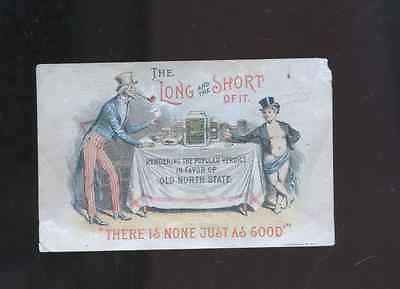 THE
LONG AND THE SHORT
OF IT.
RENDERING THE POPULAR VERDICT
IN FAVOR OF
OLD NORTH STATE
"THERE IS NONE JUST AS GOOD"